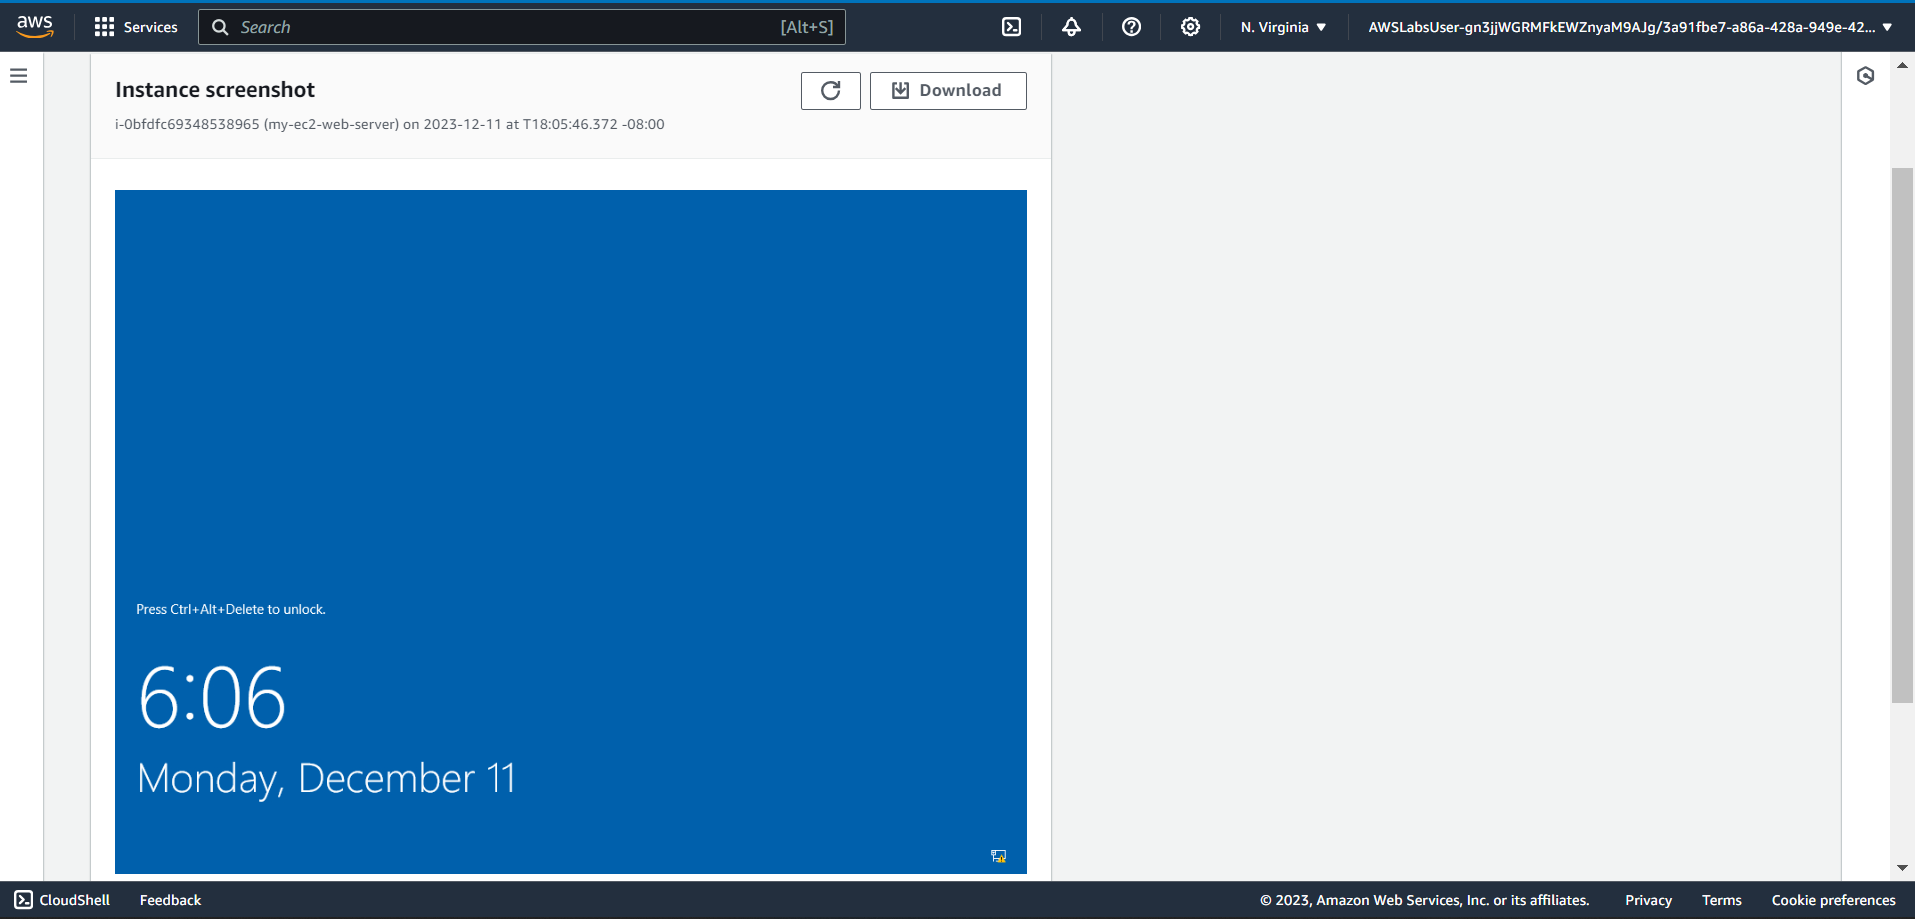 aws Services Search [Alt+S] N. Virginia AWSLabsUser-gn3jjWGRMFkEWZnyaM9AJg/3a91fbe7-a86a-428a-949e-42...
Instance screenshot Download
i-0bfdfc69348538965 (my-ec2-web-server) on 2023-12-11 at T18:05:46.372 -08:00
Press Ctrl+Alt+Delete to unlock.
6:06
Monday, December 11
CloudShell Feedback © 2023, Amazon Web Services, Inc. or its affiliates. Privacy Terms Cookie preferences